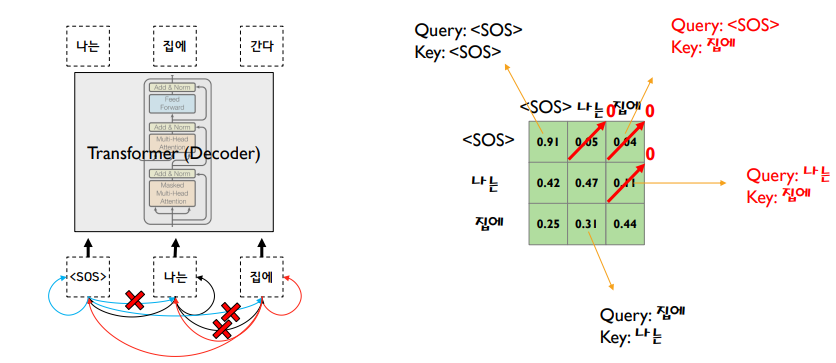 나는 집에 간다
Add & Norm
Feed
Forward
Add & Norm
Multi-Head
Attention
Transformer (Decoder)
Add & Norm
Masked
Multi-Head
Attention
<SOS> 나는 집에
Query: <SOS>
Key: <SOS>
Query: <SOS>
Key: 집에
<SOS> 나는 집에
0 0
<SOS> 0.91 0.05 0.04
0
나는 0.42 0.47 0.11
집에 0.25 0.31 0.44
Query: 나는
Key: 집에
Query: 집에
Key: 나는